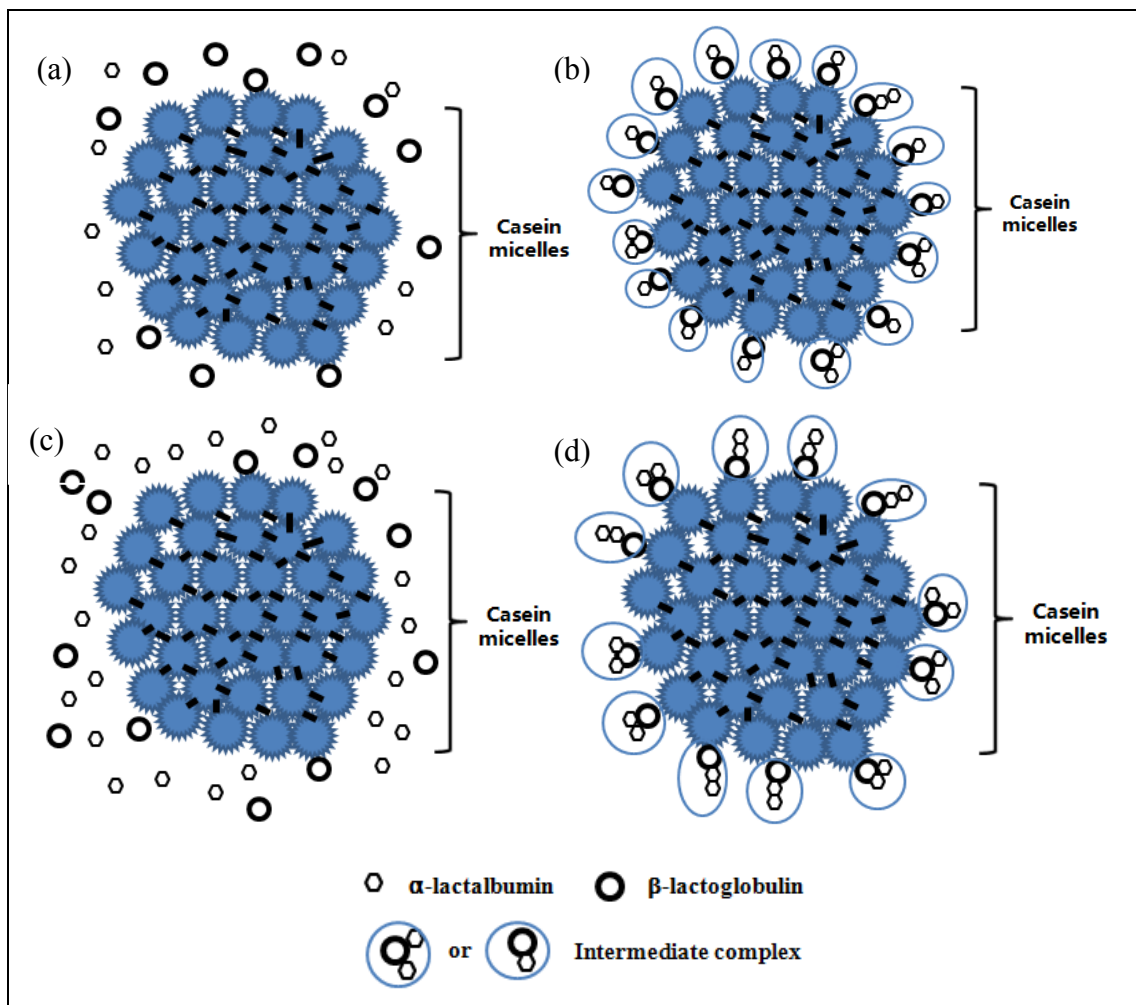 (a)
(b)
Casein
micelles
Casein
micelles
(c)
(d)
Casein
micelles
Casein
micelles
α-lactalbumin
β-lactoglobulin
or
Intermediate complex